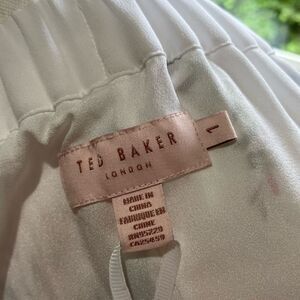 TED BAKER
LONDON
1
MADE IN
CHINA
FABRIQUE EN
CHINE
RN95229
CA25459